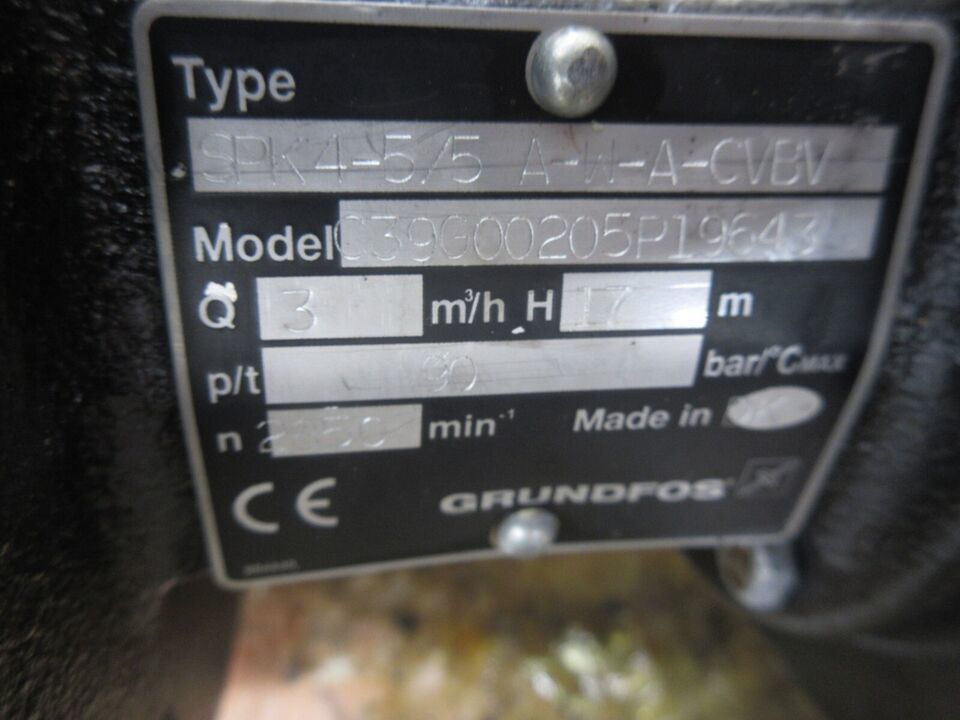 Type
SPK4-5/5 A-W-A-CVBV
Model C39G00205P19643
Q 3 m³/h H 17 m
p/t 90 bar/°C MAX
n min⁻¹ Made in DK
CE GRUNDFOS